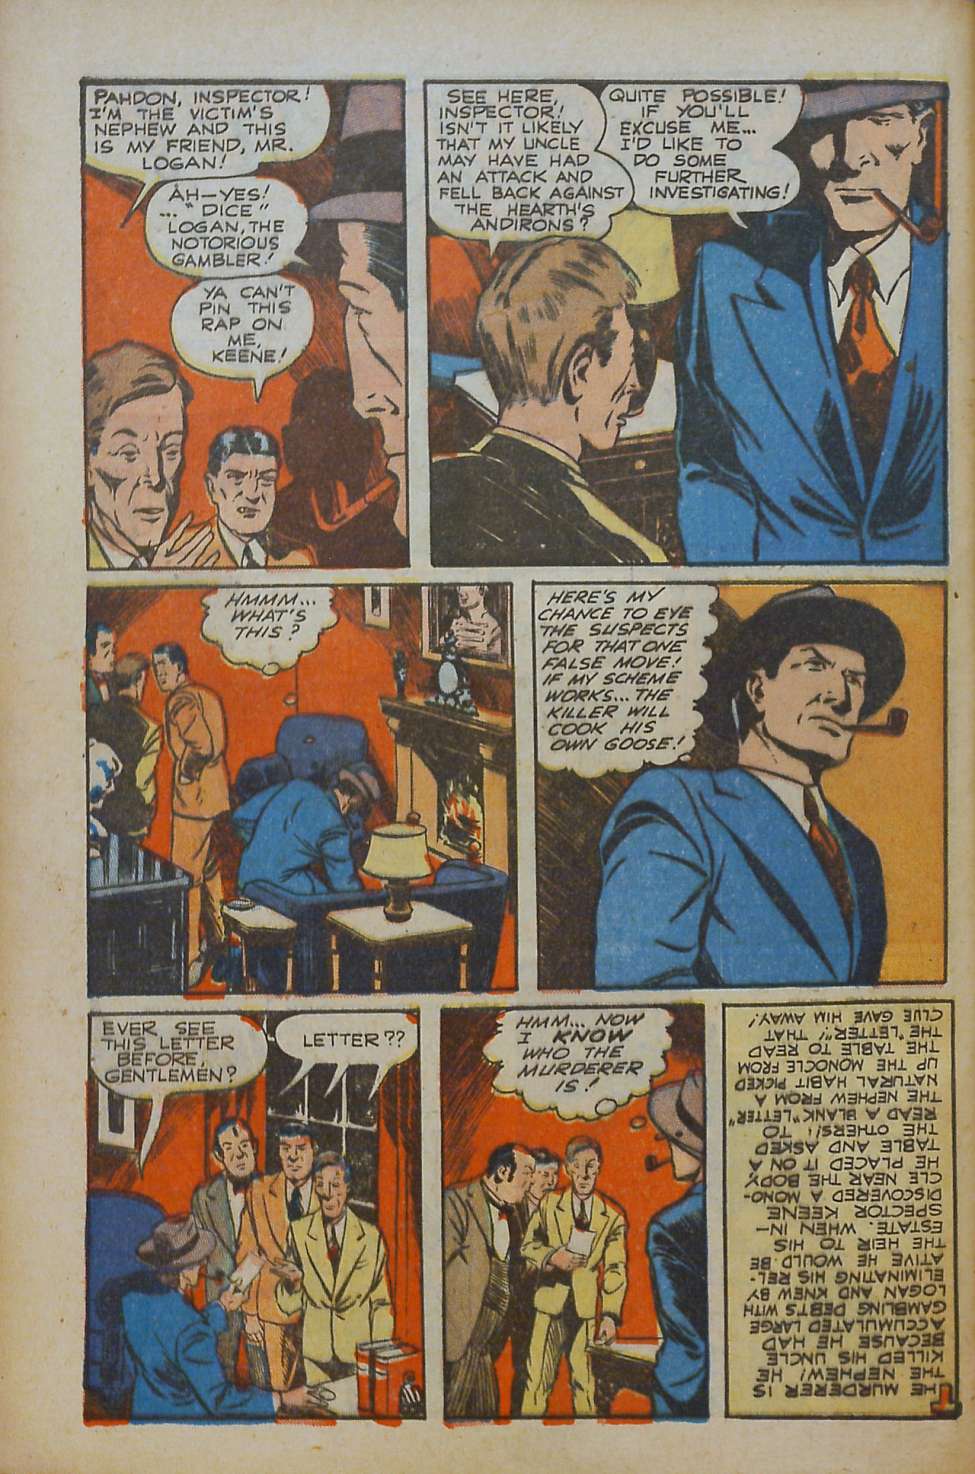 PAHDON, INSPECTOR!
I'M THE VICTIM'S
NEPHEW AND THIS
IS MY FRIEND, MR.
LOGAN!
AH—YES!
... "DICE"
LOGAN, THE
NOTORIOUS
GAMBLER!
YA CAN'T
PIN THIS
RAP ON
ME,
KEENE!
SEE HERE,
INSPECTOR!
ISN'T IT LIKELY
THAT MY UNCLE
MAY HAVE HAD
AN ATTACK AND
FELL BACK AGAINST
THE HEARTH'S
ANDIRONS?
QUITE POSSIBLE!
IF YOU'LL
EXCUSE ME...
I'D LIKE TO
DO SOME
FURTHER
INVESTIGATING!
HMMM...
WHAT'S
THIS?
HERE'S MY
CHANCE TO EYE
THE SUSPECTS
FOR THAT ONE
FALSE MOVE!
IF MY SCHEME
WORKS... THE
KILLER WILL
COOK HIS
OWN GOOSE!
EVER SEE
THIS LETTER
BEFORE,
GENTLEMEN?
LETTER??
HMM... NOW
I KNOW
WHO THE
MURDERER
IS!
THE MURDERER IS
THE NEPHEW! HE
KILLED HIS UNCLE
BECAUSE HE HAD
ACCUMULATED LARGE
GAMBLING DEBTS WITH
LOGAN AND KNEW BY
ELIMINATING HIS REL-
ATIVE HE WOULD BE
THE HEIR TO HIS
ESTATE. WHEN IN-
SPECTOR KEENE
DISCOVERED A MONO-
CLE NEAR THE BODY,
HE PLACED IT ON A
TABLE AND ASKED
THE OTHERS TO
READ A BLANK "LETTER"
THE NEPHEW FROM A
NATURAL HABIT PICKED
UP THE MONOCLE FROM
THE TABLE TO READ
THE "LETTER!" THAT
CLUE GAVE HIM AWAY!